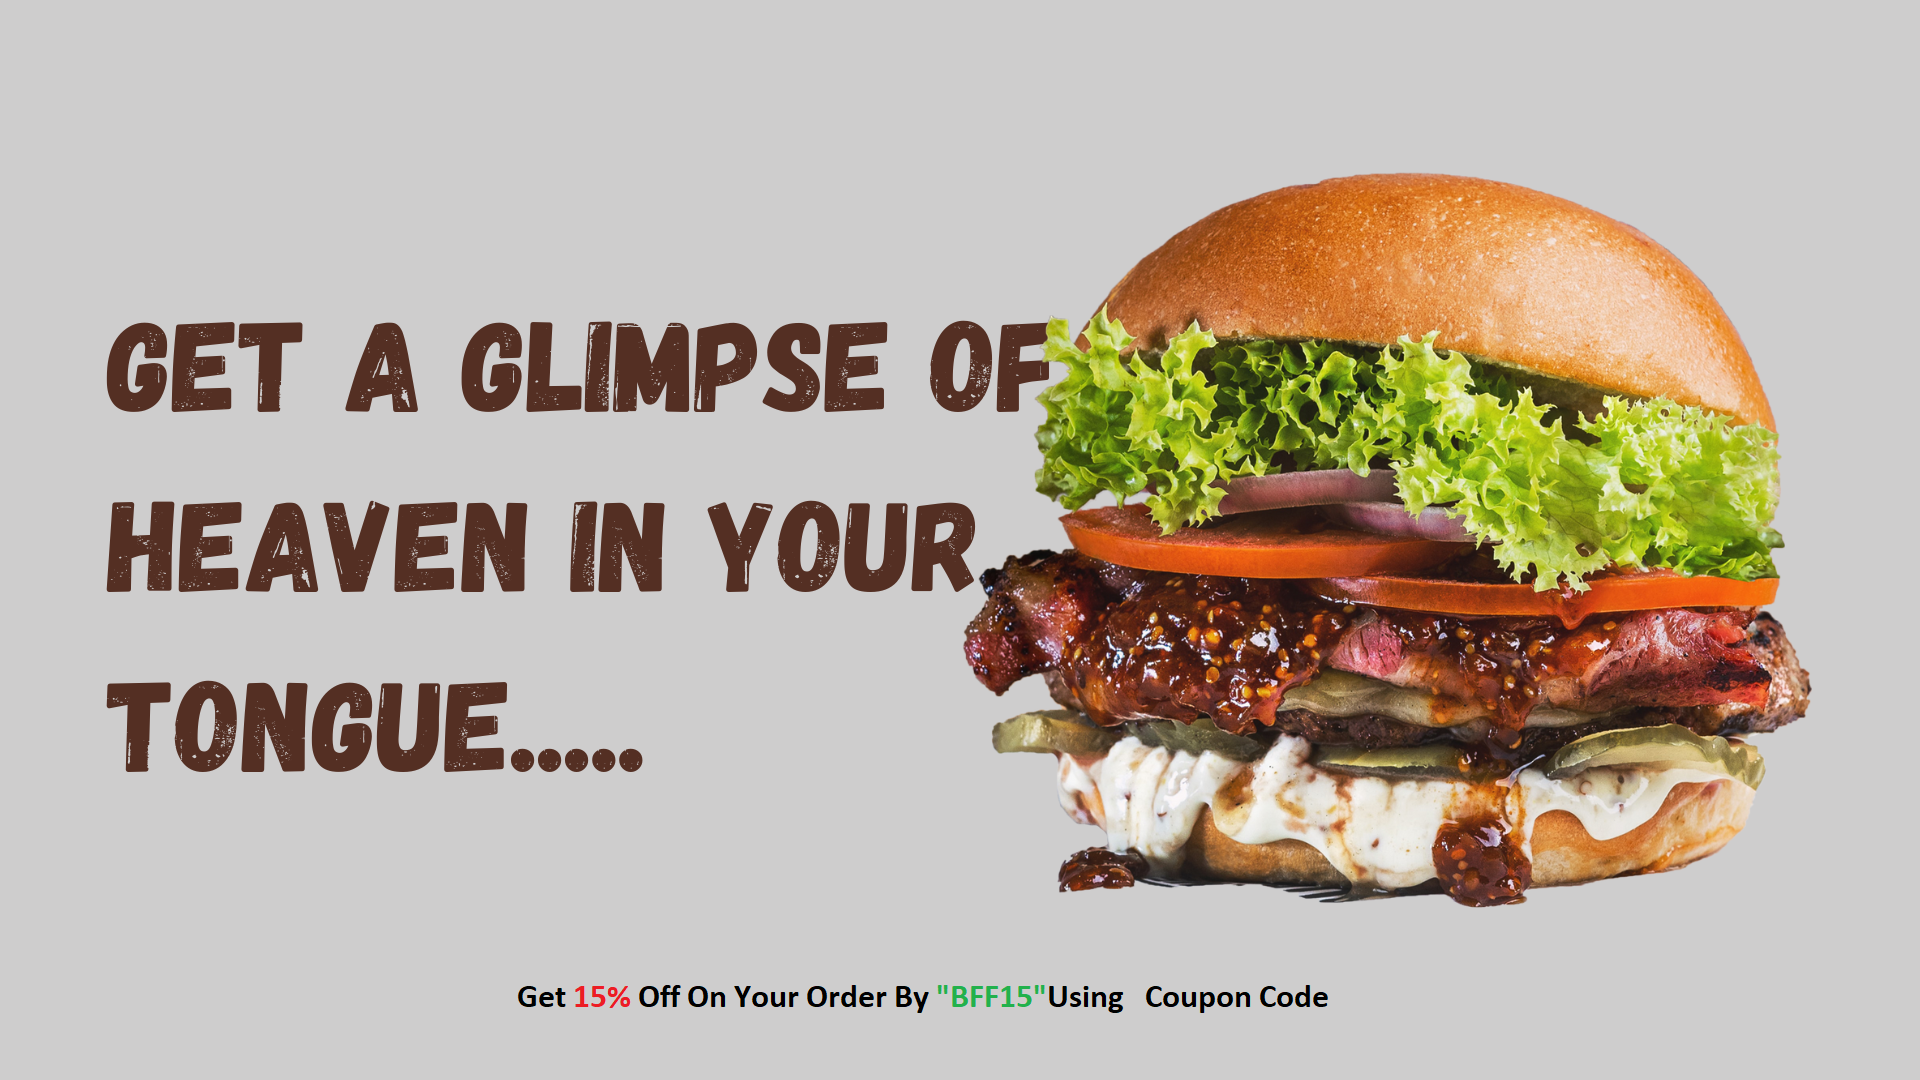 GET A GLIMPSE OF
HEAVEN IN YOUR
TONGUE.....
Get 15% Off On Your Order By "BFF15"Using   Coupon Code